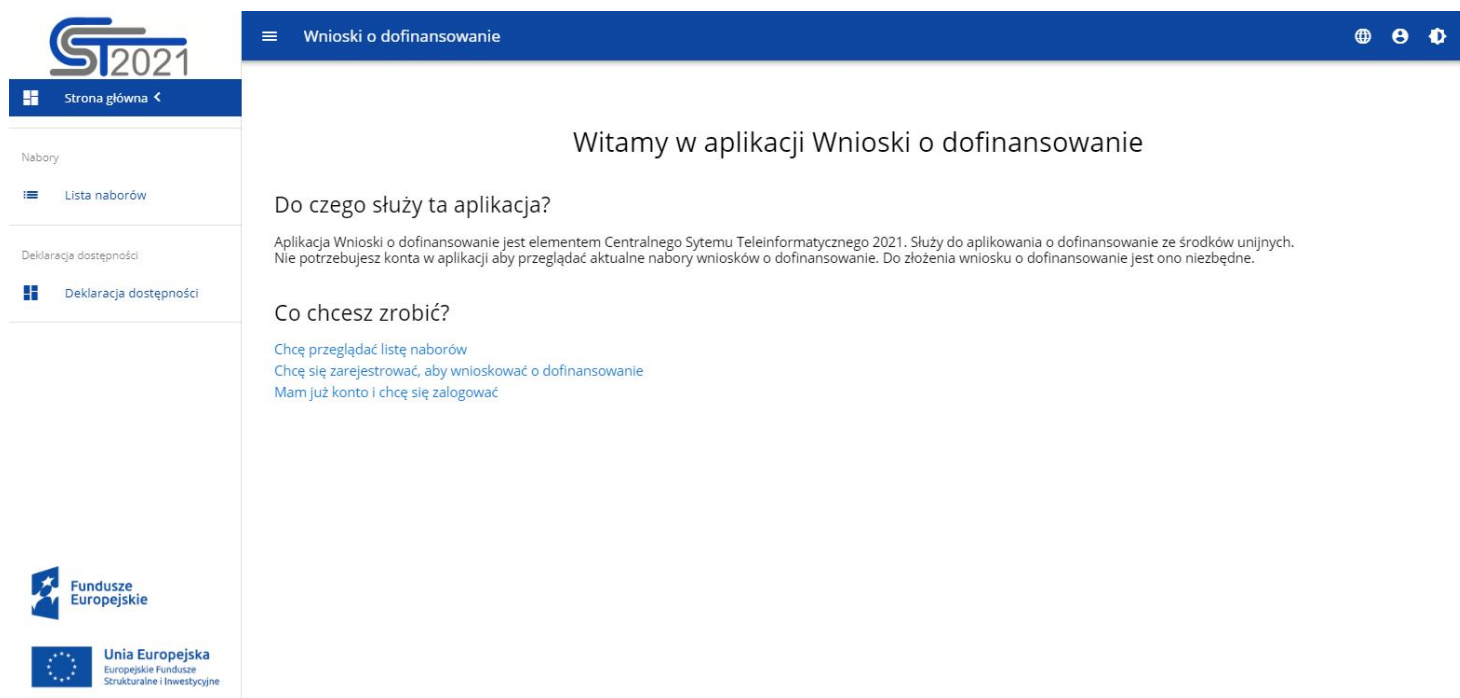 CST2021
Wnioski o dofinansowanie
Strona główna
Nabory
Lista naborów
Deklaracja dostępności
Deklaracja dostępności
Witamy w aplikacji Wnioski o dofinansowanie
Do czego służy ta aplikacja?
Aplikacja Wnioski o dofinansowanie jest elementem Centralnego Sytemu Teleinformatycznego 2021. Służy do aplikowania o dofinansowanie ze środków unijnych.
Nie potrzebujesz konta w aplikacji aby przeglądać aktualne nabory wniosków o dofinansowanie. Do złożenia wniosku o dofinansowanie jest ono niezbędne.
Co chcesz zrobić?
Chcę przeglądać listę naborów
Chcę się zarejestrować, aby wnioskować o dofinansowanie
Mam już konto i chcę się zalogować
Fundusze
Europejskie
Unia Europejska
Europejskie Fundusze
Strukturalne i Inwestycyjne